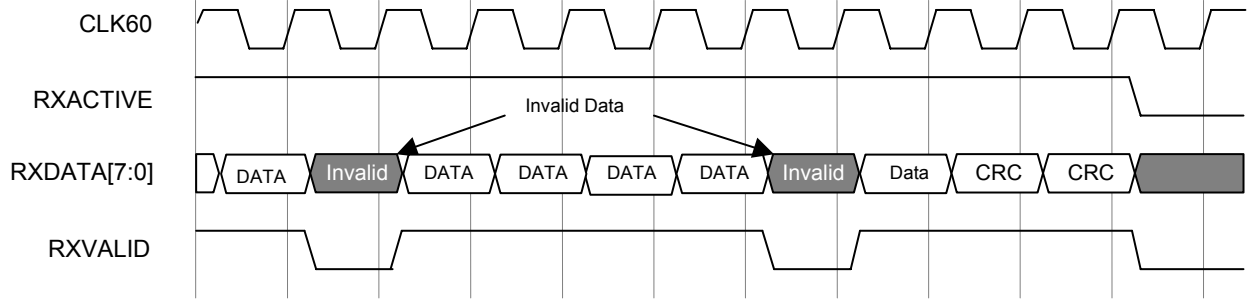 CLK60
RXACTIVE
Invalid Data
RXDATA[7:0] DATA Invalid DATA DATA DATA DATA Invalid Data CRC CRC
RXVALID